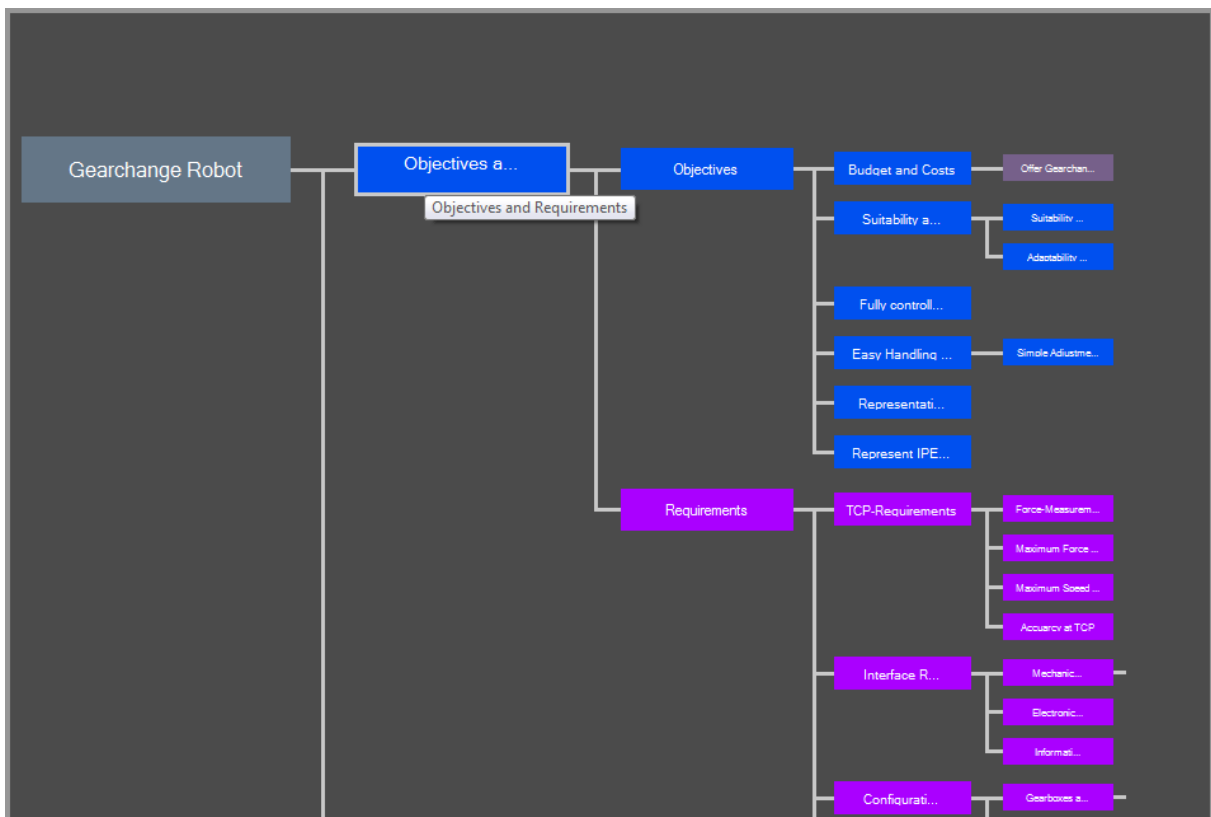 Gearchange Robot
Objectives a...
Objectives and Requirements
Objectives
Budget and Costs
Offer Gearchan...
Suitability a...
Suitability ...
Adaptability ...
Fully controll...
Easy Handling ...
Simple Adjustme...
Representati...
Represent IPE...
Requirements
TCP-Requirements
Force-Measurem...
Maximum Force ...
Maximum Speed ...
Accuarcy at TCP
Interface R...
Mechanic...
Electronic...
Informati...
Configurati...
Gearboxes a...